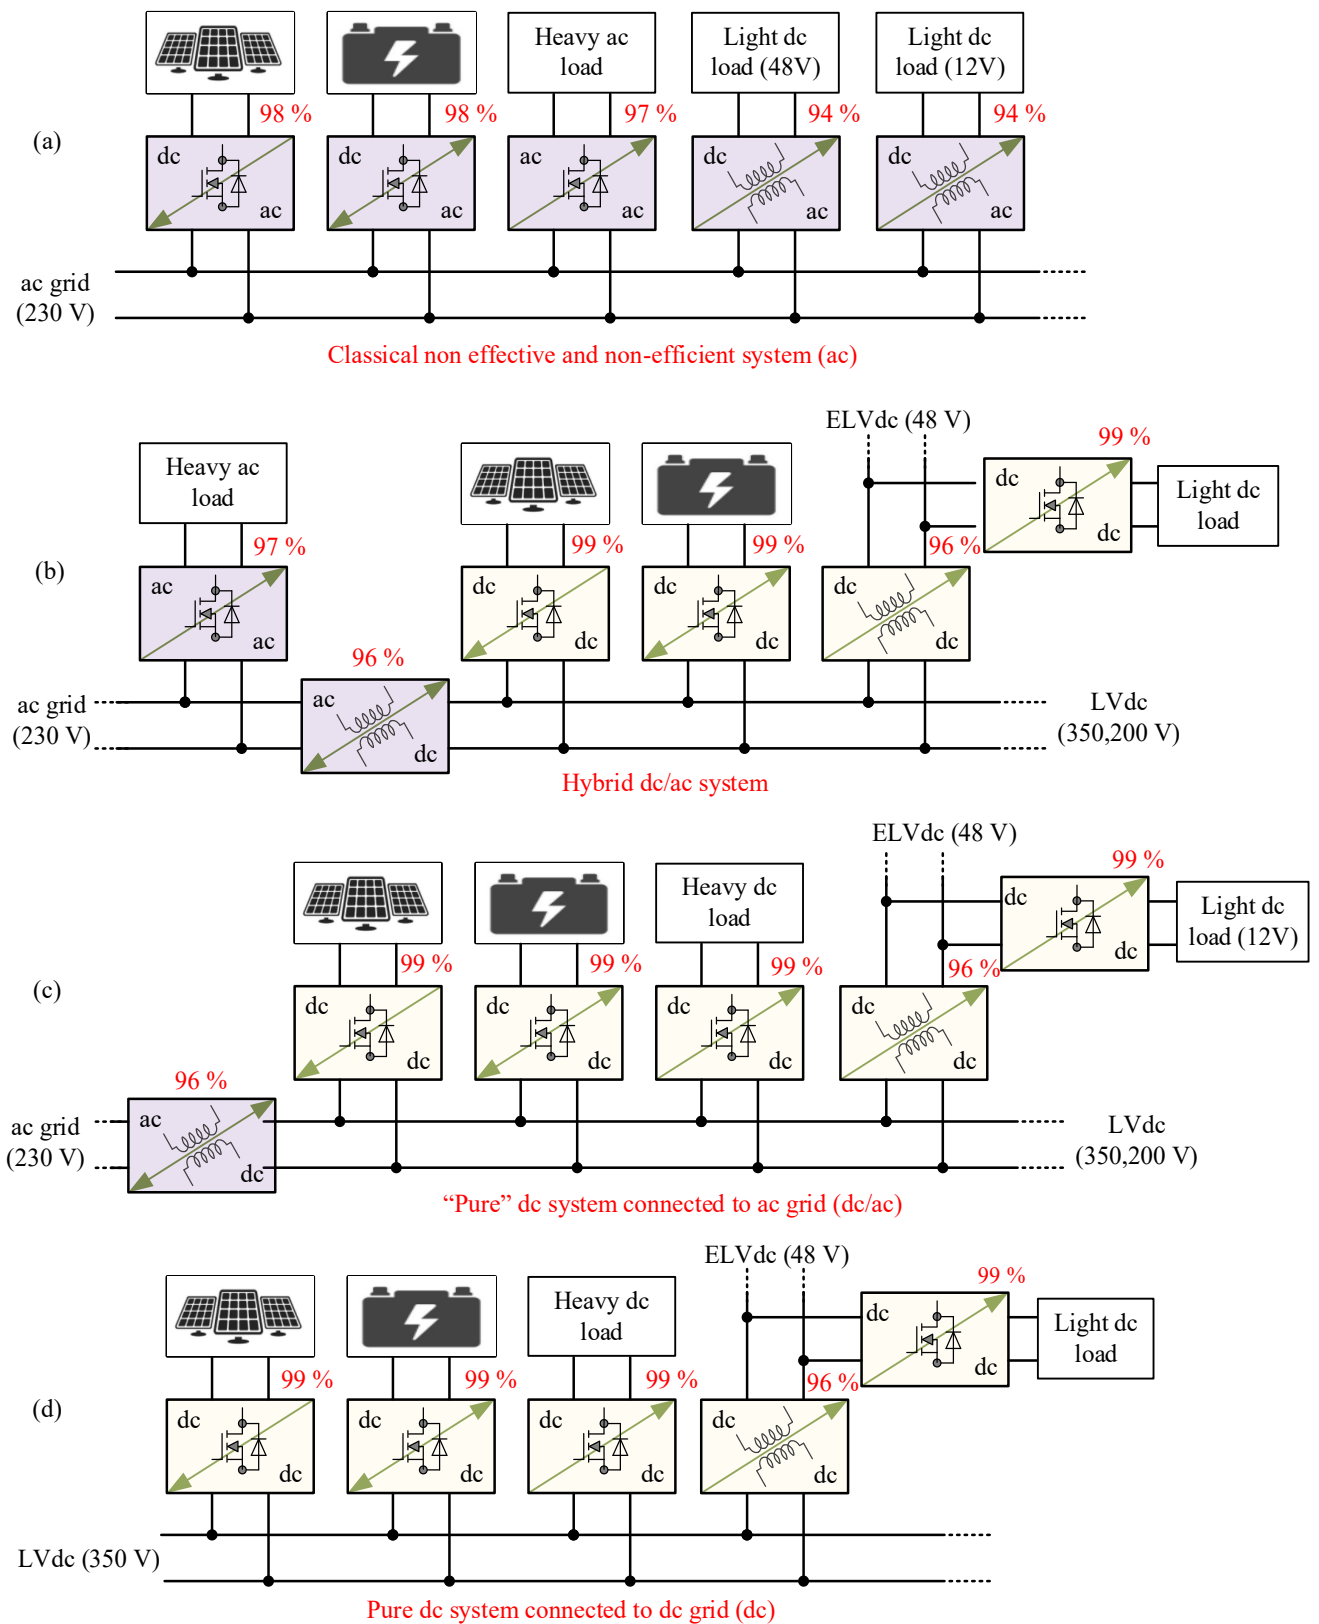 Heavy ac
load
Light dc
load (48V)
Light dc
load (12V)
98 %
98 %
97 %
94 %
94 %
(a)
dc
ac
dc
ac
ac
ac
dc
ac
dc
ac
ac grid
(230 V)
Classical non effective and non-efficient system (ac)
ELVdc (48 V)
99 %
Heavy ac
load
dc
dc
Light dc
load
97 %
99 %
99 %
96 %
(b)
ac
ac
dc
dc
dc
dc
dc
dc
96 %
ac
dc
ac grid
(230 V)
LVdc
(350,200 V)
Hybrid dc/ac system
ELVdc (48 V)
99 %
Heavy dc
load
dc
dc
Light dc
load (12V)
99 %
99 %
99 %
96 %
(c)
dc
dc
dc
dc
dc
dc
dc
dc
96 %
ac
dc
ac grid
(230 V)
LVdc
(350,200 V)
“Pure” dc system connected to ac grid (dc/ac)
ELVdc (48 V)
99 %
Heavy dc
load
dc
dc
Light dc
load
99 %
99 %
99 %
96 %
(d)
dc
dc
dc
dc
dc
dc
dc
dc
LVdc (350 V)
Pure dc system connected to dc grid (dc)